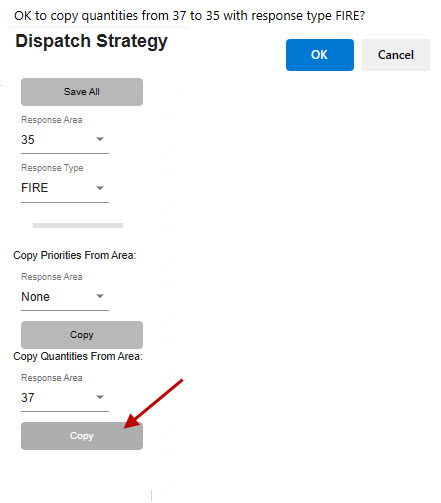 OK to copy quantities from 37 to 35 with response type FIRE?
Dispatch Strategy
OK
Cancel
Save All
Response Area
35
Response Type
FIRE
Copy Priorities From Area:
Response Area
None
Copy
Copy Quantities From Area:
Response Area
37
Copy